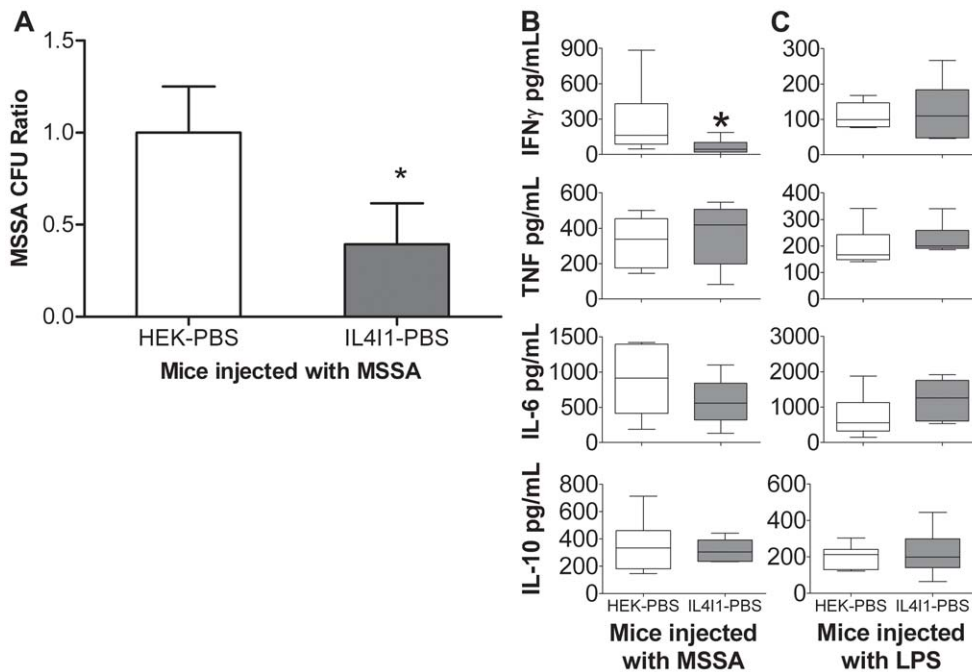 A
MSSA CFU Ratio
1.5
1.0
0.5
0.0
*
HEK-PBS
IL4I1-PBS
Mice injected with MSSA
B
IFNγ pg/mL
900
600
300
0
*
TNF pg/mL
600
400
200
0
IL-6 pg/mL
1500
1000
500
0
IL-10 pg/mL
800
600
400
200
0
HEK-PBS
IL4I1-PBS
Mice injected
with MSSA
C
300
200
100
0
400
300
200
100
0
3000
2000
1000
0
600
400
200
0
HEK-PBS
IL4I1-PBS
Mice injected
with LPS